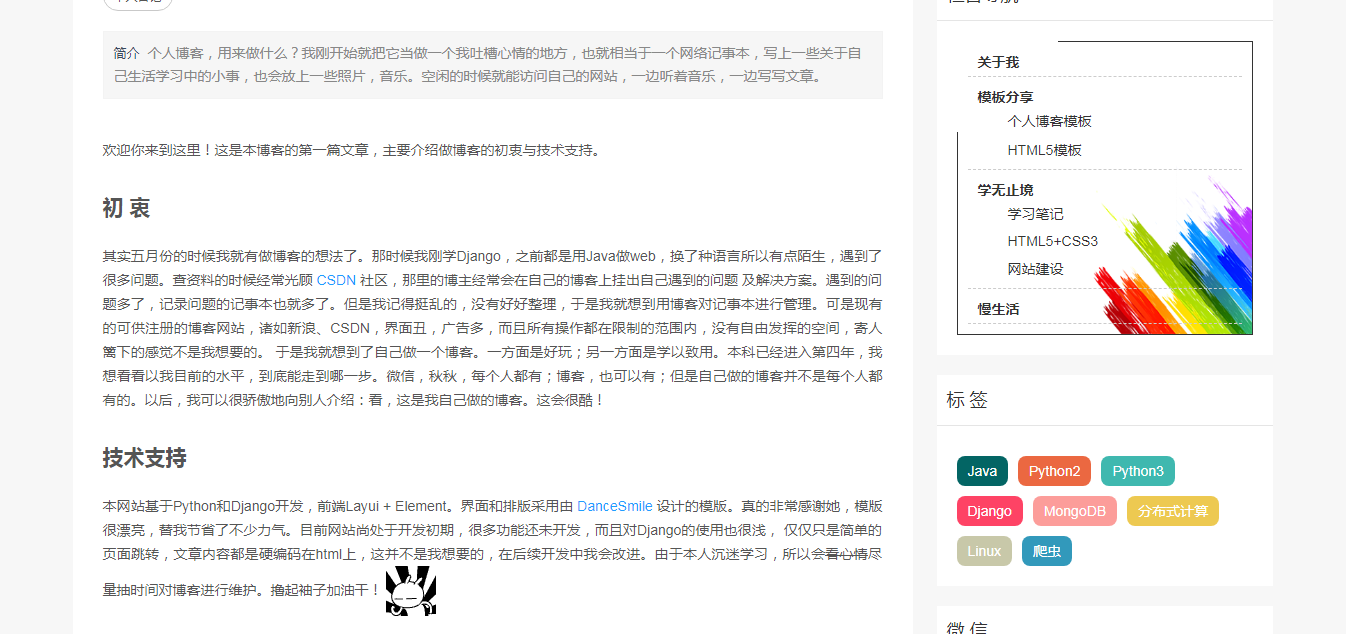 简介 个人博客，用来做什么？我刚开始就把它当做一个我吐槽心情的地方，也就相当于一个网络记事本，写上一些关于自
己生活学习中的小事，也会放上一些照片，音乐。空闲的时候就能访问自己的网站，一边听着音乐，一边写写文章。
欢迎你来到这里！这是本博客的第一篇文章，主要介绍做博客的初衷与技术支持。
初 衷
其实五月份的时候我就有做博客的想法了。那时候我刚学Django，之前都是用Java做web，换了种语言所以有点陌生，遇到了
很多问题。查资料的时候经常光顾 CSDN 社区，那里的博主经常会在自己的博客上挂出自己遇到的问题 及解决方案。遇到的问
题多了，记录问题的记事本也就多了。但是我记得挺乱的，没有好好整理，于是我就想到用博客对记事本进行管理。可是现有
的可供注册的博客网站，诸如新浪、CSDN，界面丑，广告多，而且所有操作都在限制的范围内，没有自由发挥的空间，寄人
篱下的感觉不是我想要的。 于是我就想到了自己做一个博客。一方面是好玩；另一方面是学以致用。本科已经进入第四年，我
想看看以我目前的水平，到底能走到哪一步。微信，秋秋，每个人都有；博客，也可以有；但是自己做的博客并不是每个人都
有的。以后，我可以很骄傲地向别人介绍：看，这是我自己做的博客。这会很酷！
技术支持
本网站基于Python和Django开发，前端Layui + Element。界面和排版采用由 DanceSmile 设计的模版。真的非常感谢她，模版
很漂亮，替我节省了不少力气。目前网站尚处于开发初期，很多功能还未开发，而且对Django的使用也很浅， 仅仅只是简单的
页面跳转，文章内容都是硬编码在html上，这并不是我想要的，在后续开发中我会改进。由于本人沉迷学习，所以会看心情尽
量抽时间对博客进行维护。撸起袖子加油干！
关于我
模板分享
个人博客模板
HTML5模板
学无止境
学习笔记
HTML5+CSS3
网站建设
慢生活
标 签
Java Python2 Python3
Django MongoDB 分布式计算
Linux 爬虫
微 信